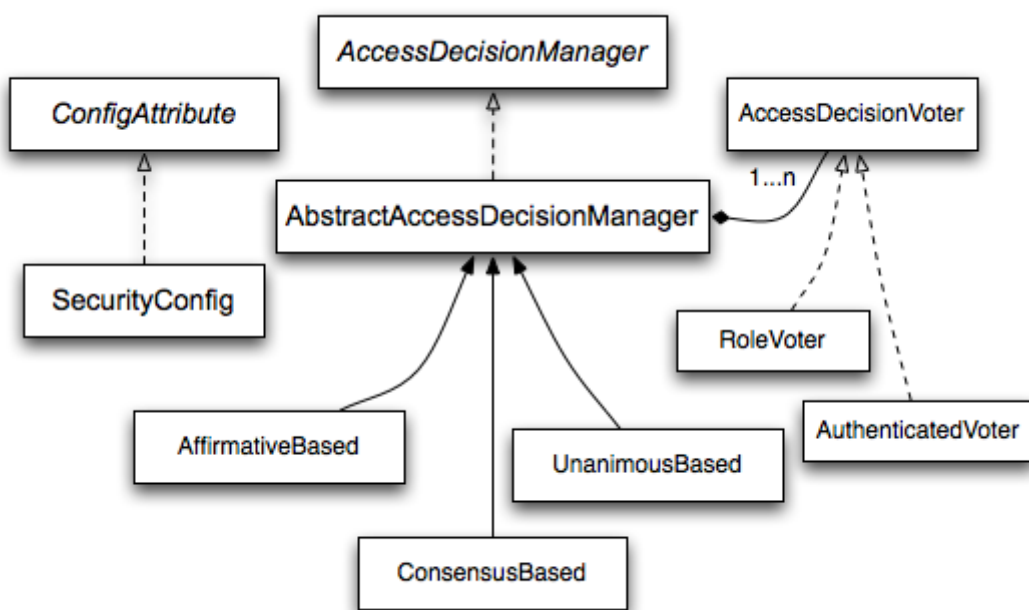 AccessDecisionManager
ConfigAttribute
AccessDecisionVoter
1...n
AbstractAccessDecisionManager
SecurityConfig
RoleVoter
AuthenticatedVoter
AffirmativeBased
UnanimousBased
ConsensusBased